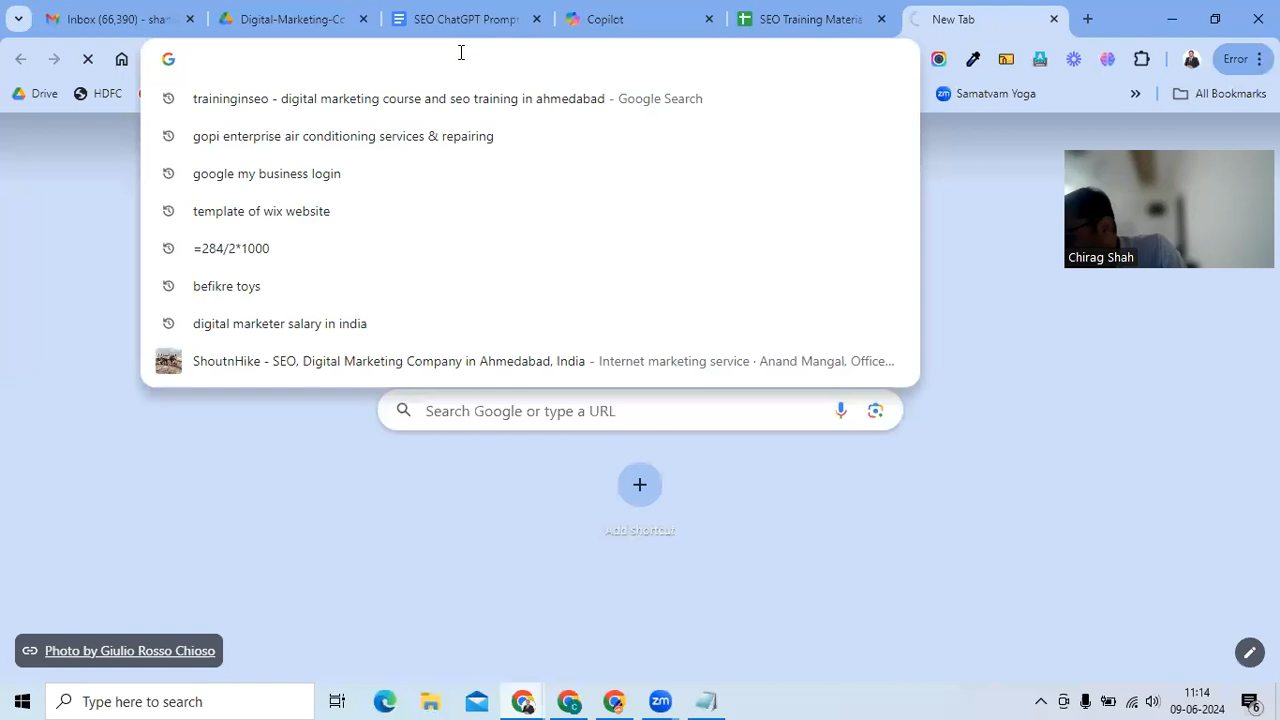 Inbox (66,390) - shar
Digital-Marketing-Co
SEO ChatGPT Promp
Copilot
SEO Training Materia
New Tab
Error
Drive
HDFC
Samatvam Yoga
All Bookmarks
traininginseo - digital marketing course and seo training in ahmedabad - Google Search
gopi enterprise air conditioning services & repairing
google my business login
template of wix website
=284/2*1000
befikre toys
digital marketer salary in india
ShoutnHike - SEO, Digital Marketing Company in Ahmedabad, India - Internet marketing service · Anand Mangal, Office...
Chirag Shah
Search Google or type a URL
Add shortcut
Photo by Giulio Rosso Chioso
Type here to search
11:14
09-06-2024
6